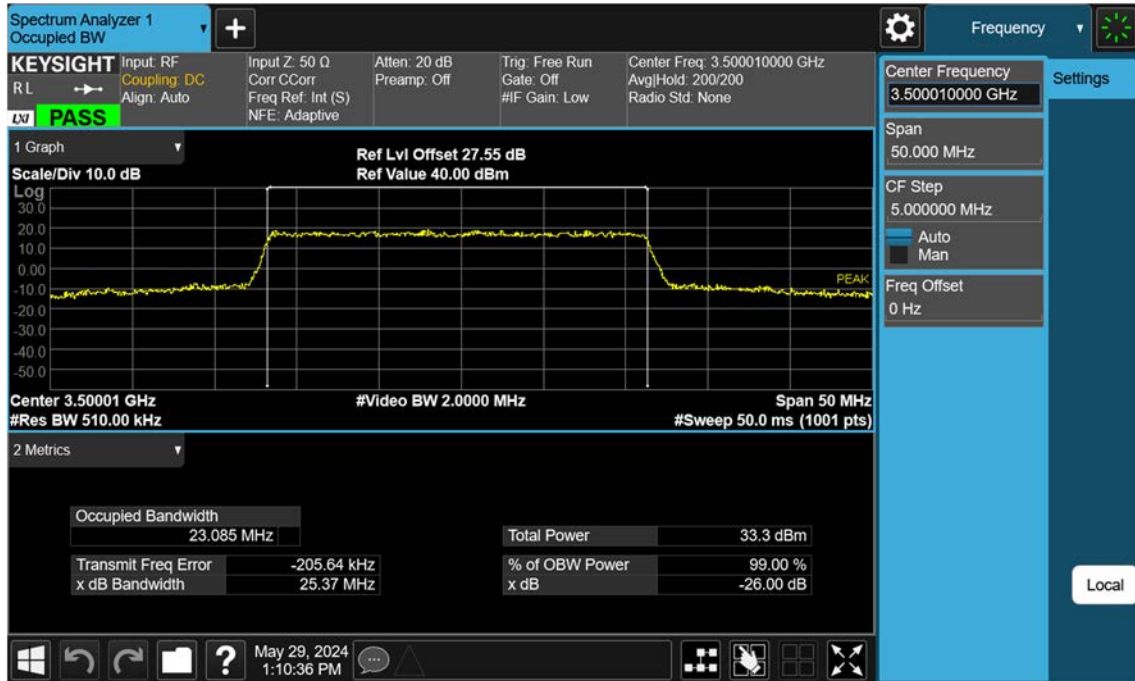 Spectrum Analyzer 1
Occupied BW
+
Frequency
KEYSIGHT
R L
LXI
PASS
Input: RF
Coupling: DC
Align: Auto
Input Z: 50 Ω
Corr CCorr
Freq Ref: Int (S)
NFE: Adaptive
Atten: 20 dB
Preamp: Off
Trig: Free Run
Gate: Off
#IF Gain: Low
Center Freq: 3.500010000 GHz
Avg|Hold: 200/200
Radio Std: None
Center Frequency
3.500010000 GHz
Settings
Span
50.000 MHz
CF Step
5.000000 MHz
Auto
Man
Freq Offset
0 Hz
Local
1 Graph
Scale/Div 10.0 dB
Ref Lvl Offset 27.55 dB
Ref Value 40.00 dBm
Log
30.0
20.0
10.0
0.00
-10.0
-20.0
-30.0
-40.0
-50.0
PEAK
Center 3.50001 GHz
#Video BW 2.0000 MHz
Span 50 MHz
#Res BW 510.00 kHz
#Sweep 50.0 ms (1001 pts)
2 Metrics
Occupied Bandwidth
23.085 MHz
Total Power 33.3 dBm
Transmit Freq Error -205.64 kHz
% of OBW Power 99.00 %
x dB Bandwidth 25.37 MHz
x dB -26.00 dB
?
May 29, 2024
1:10:36 PM